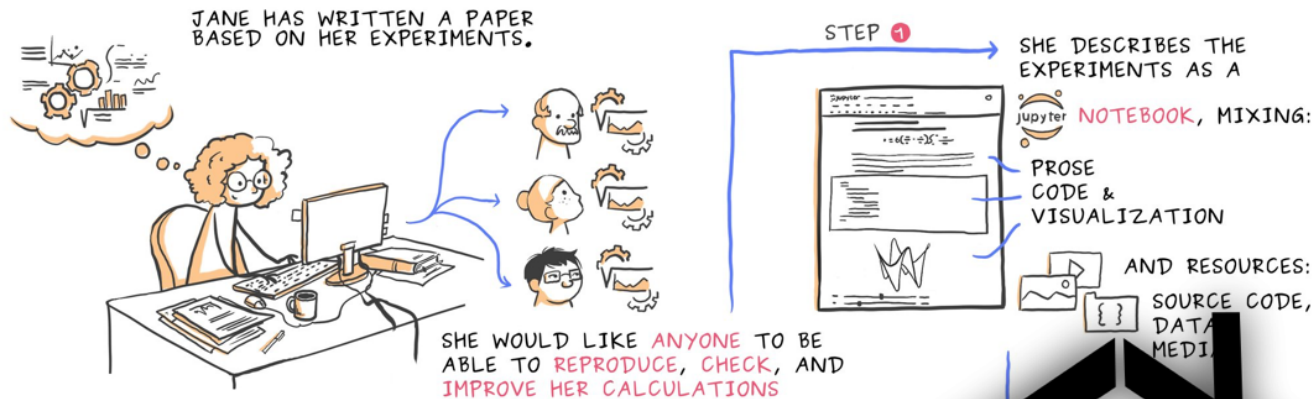 JANE HAS WRITTEN A PAPER
BASED ON HER EXPERIMENTS.
SHE WOULD LIKE ANYONE TO BE
ABLE TO REPRODUCE, CHECK, AND
IMPROVE HER CALCULATIONS
STEP 1
SHE DESCRIBES THE
EXPERIMENTS AS A
jupyter NOTEBOOK, MIXING:
Jupyter
PROSE
CODE &
VISUALIZATION
AND RESOURCES:
{ }
SOURCE CODE,
DATA